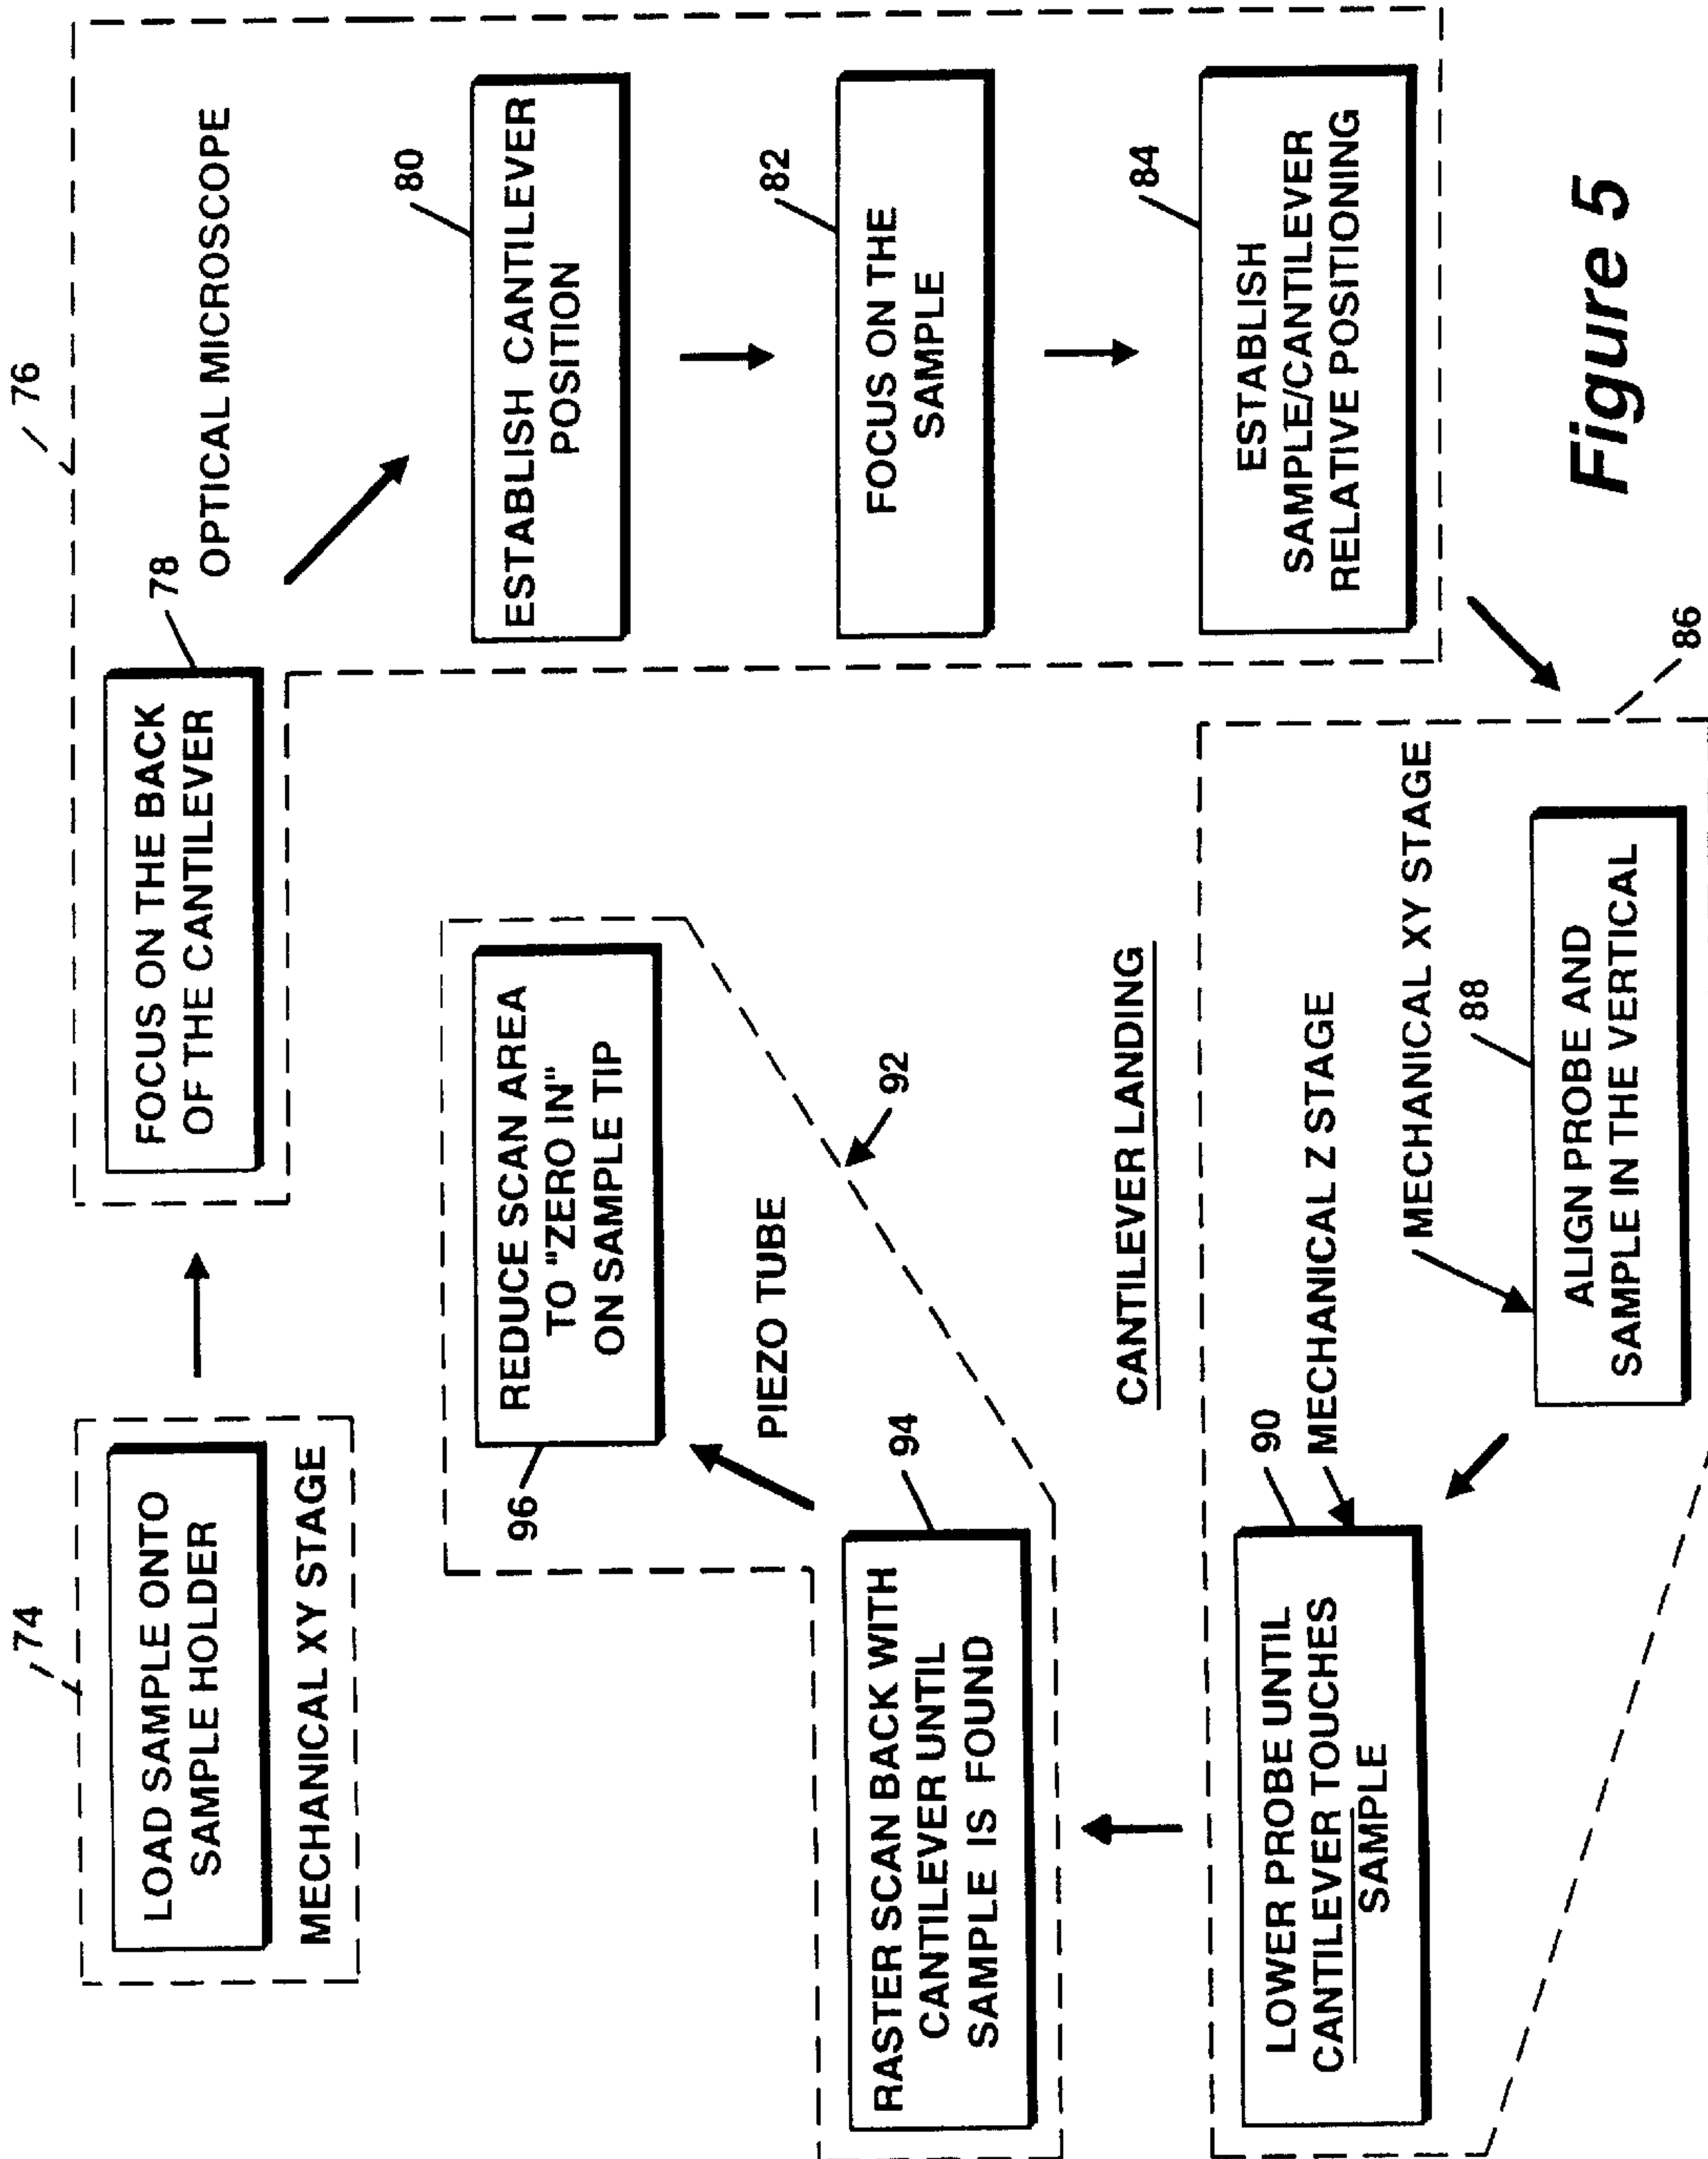 74
LOAD SAMPLE ONTO
SAMPLE HOLDER
MECHANICAL XY STAGE
76
78
FOCUS ON THE BACK
OF THE CANTILEVER
OPTICAL MICROSCOPE
80
ESTABLISH CANTILEVER
POSITION
82
FOCUS ON THE
SAMPLE
84
ESTABLISH
SAMPLE/CANTILEVER
RELATIVE POSITIONING
86
MECHANICAL XY STAGE
88
ALIGN PROBE AND
SAMPLE IN THE VERTICAL
MECHANICAL Z STAGE
90
LOWER PROBE UNTIL
CANTILEVER TOUCHES
SAMPLE
CANTILEVER LANDING
92
94
RASTER SCAN BACK WITH
CANTILEVER UNTIL
SAMPLE IS FOUND
PIEZO TUBE
96
REDUCE SCAN AREA
TO "ZERO IN"
ON SAMPLE TIP
Figure 5